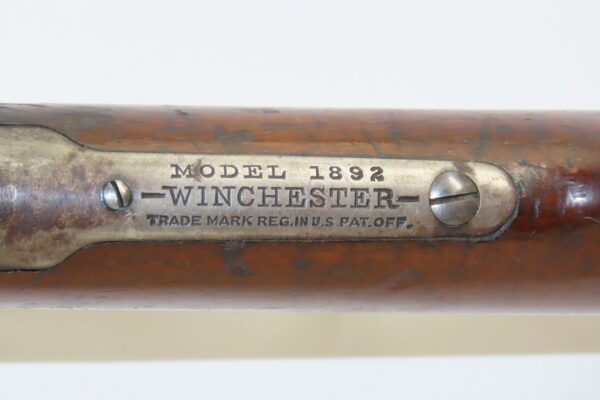 MODEL 1892
-WINCHESTER-
TRADE MARK REG. IN U.S. PAT. OFF.